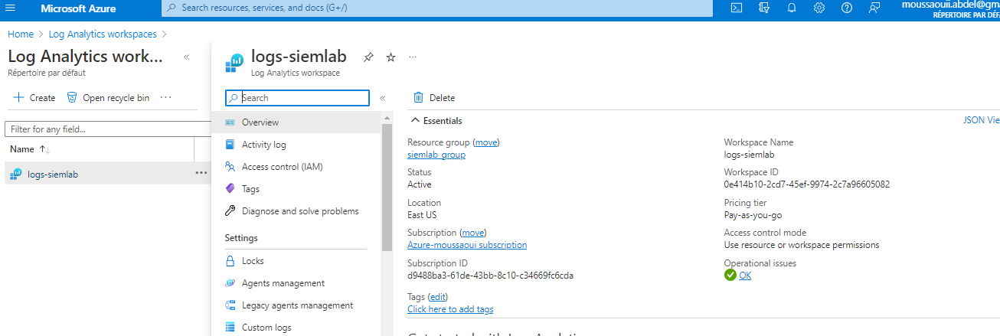 Microsoft Azure
Search resources, services, and docs (G+/)
moussaouii.abdel@gma
RÉPERTOIRE PAR DÉFA
Home > Log Analytics workspaces >
Log Analytics work... «
Répertoire par défaut
+ Create Open recycle bin ...
Filter for any field...
Name ↑↓
logs-siemlab ...
logs-siemlab ...
Log Analytics workspace
Search «
Overview
Activity log
Access control (IAM)
Tags
Diagnose and solve problems
Settings
Locks
Agents management
Legacy agents management
Custom logs
Delete
Essentials
JSON Vie
Resource group (move)
siemlab_group
Status
Active
Location
East US
Subscription (move)
Azure-moussaoui subscription
Subscription ID
d9488ba3-61de-43bb-8c10-c34669fc6cda
Tags (edit)
Click here to add tags
Workspace Name
logs-siemlab
Workspace ID
0e414b10-2cd7-45ef-9974-2c7a96605082
Pricing tier
Pay-as-you-go
Access control mode
Use resource or workspace permissions
Operational issues
OK